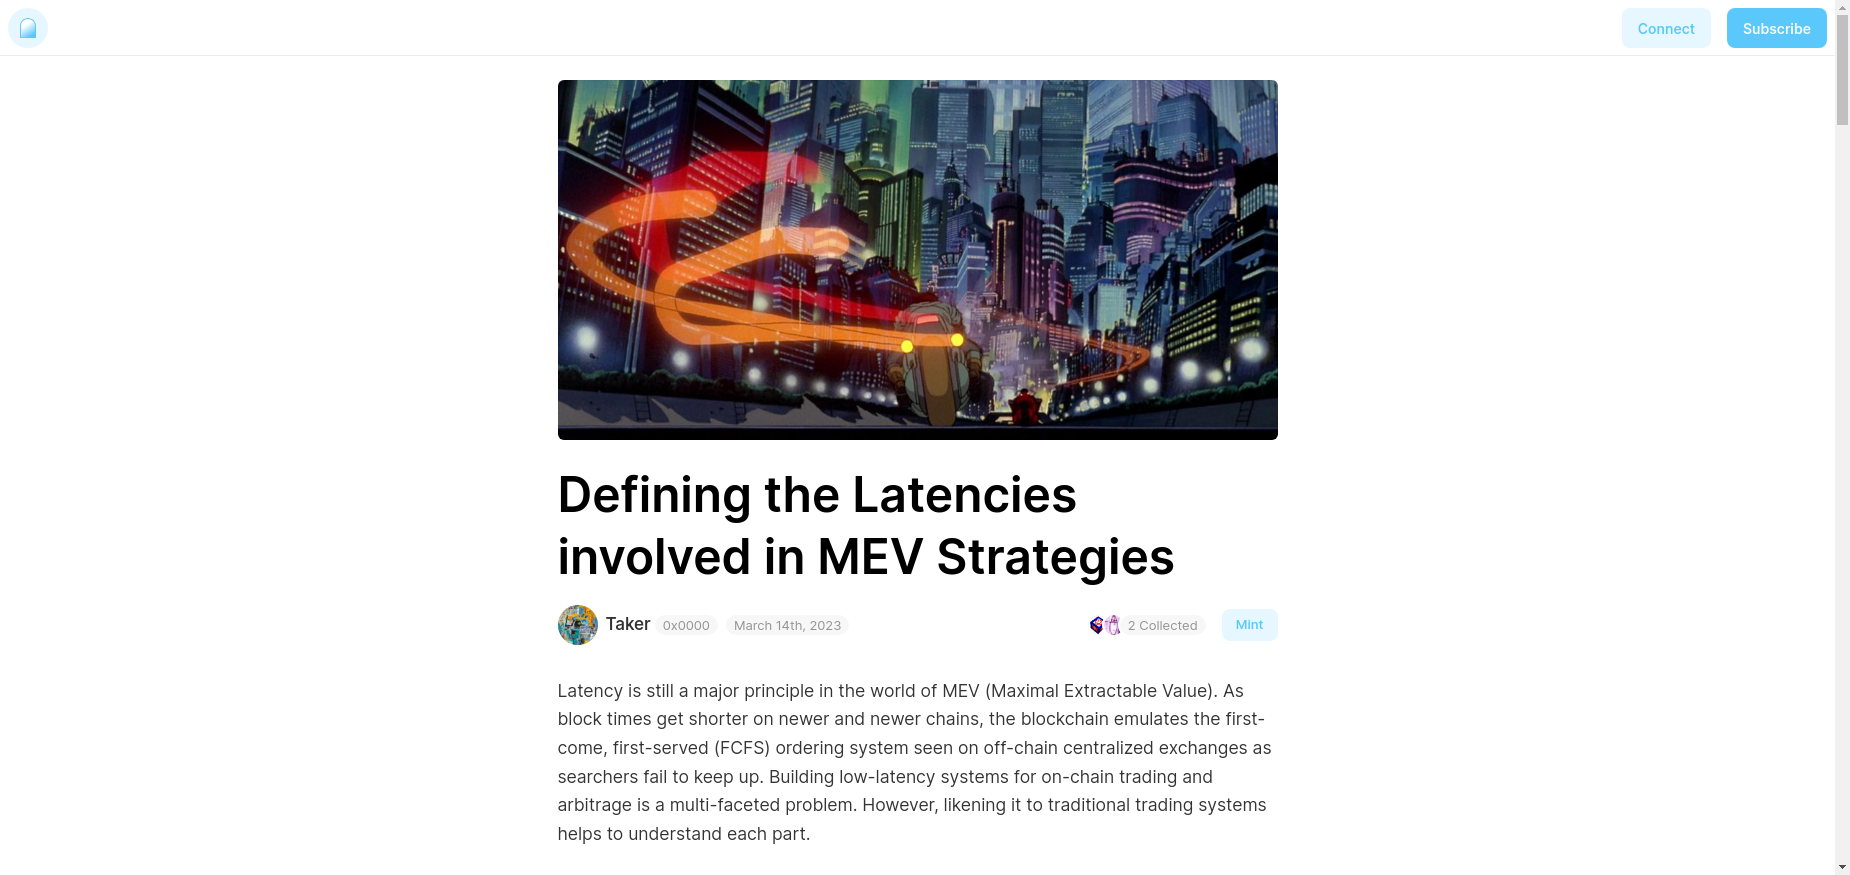 Connect
Subscribe
Defining the Latencies
involved in MEV Strategies
Taker
0x0000
March 14th, 2023
2 Collected
Mint
Latency is still a major principle in the world of MEV (Maximal Extractable Value). As
block times get shorter on newer and newer chains, the blockchain emulates the first-
come, first-served (FCFS) ordering system seen on off-chain centralized exchanges as
searchers fail to keep up. Building low-latency systems for on-chain trading and
arbitrage is a multi-faceted problem. However, likening it to traditional trading systems
helps to understand each part.